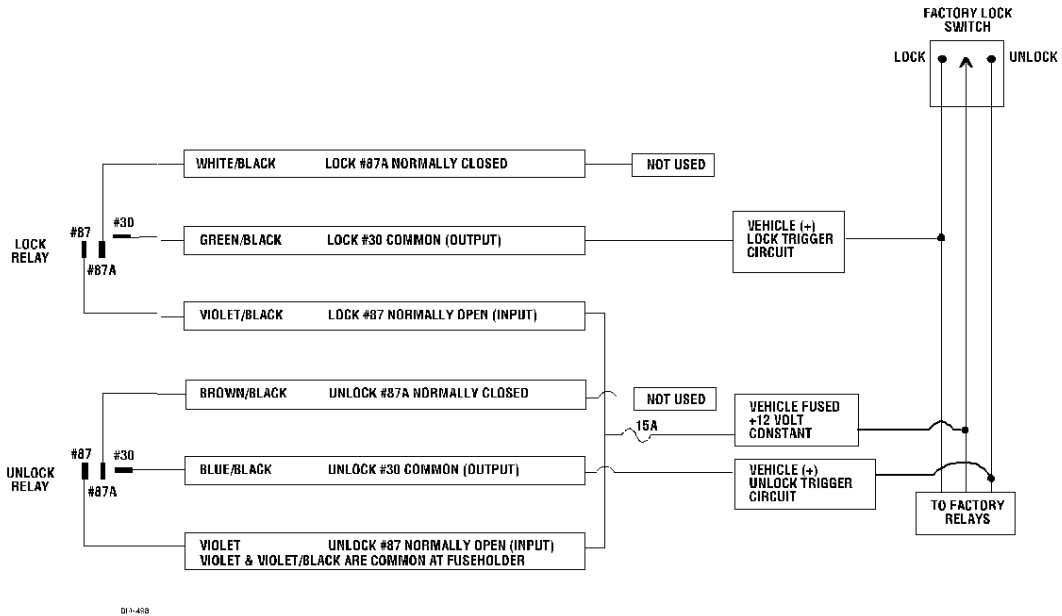 FACTORY LOCK
SWITCH
LOCK
UNLOCK
WHITE/BLACK LOCK #87A NORMALLY CLOSED
NOT USED
#87
#30
LOCK
RELAY
#87A
GREEN/BLACK LOCK #30 COMMON (OUTPUT)
VEHICLE (+)
LOCK TRIGGER
CIRCUIT
VIOLET/BLACK LOCK #87 NORMALLY OPEN (INPUT)
BROWN/BLACK UNLOCK #87A NORMALLY CLOSED
NOT USED
15A
VEHICLE FUSED
+12 VOLT
CONSTANT
#87
#30
UNLOCK
RELAY
#87A
BLUE/BLACK UNLOCK #30 COMMON (OUTPUT)
VEHICLE (+)
UNLOCK TRIGGER
CIRCUIT
TO FACTORY
RELAYS
VIOLET UNLOCK #87 NORMALLY OPEN (INPUT)
VIOLET & VIOLET/BLACK ARE COMMON AT FUSEHOLDER